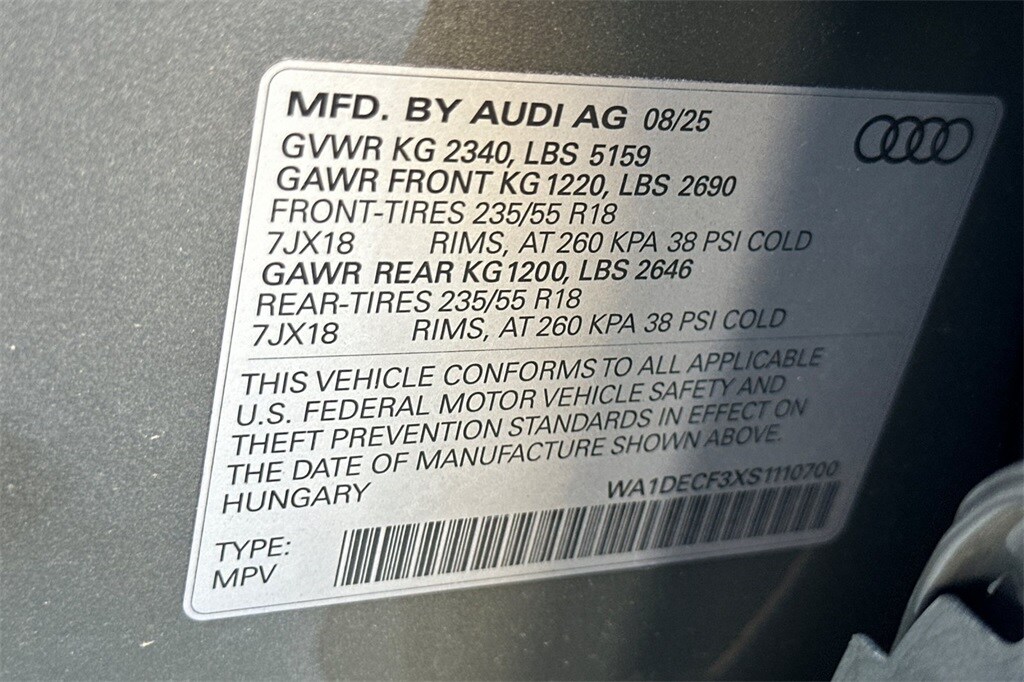 MFD. BY AUDI AG 08/25
GVWR KG 2340, LBS 5159
GAWR FRONT KG 1220, LBS 2690
FRONT-TIRES 235/55 R18
7JX18 RIMS, AT 260 KPA 38 PSI COLD
GAWR REAR KG 1200, LBS 2646
REAR-TIRES 235/55 R18
7JX18 RIMS, AT 260 KPA 38 PSI COLD
THIS VEHICLE CONFORMS TO ALL APPLICABLE
U.S. FEDERAL MOTOR VEHICLE SAFETY AND
THEFT PREVENTION STANDARDS IN EFFECT ON
THE DATE OF MANUFACTURE SHOWN ABOVE.
HUNGARY WA1DECF3XS1110700
TYPE:
MPV